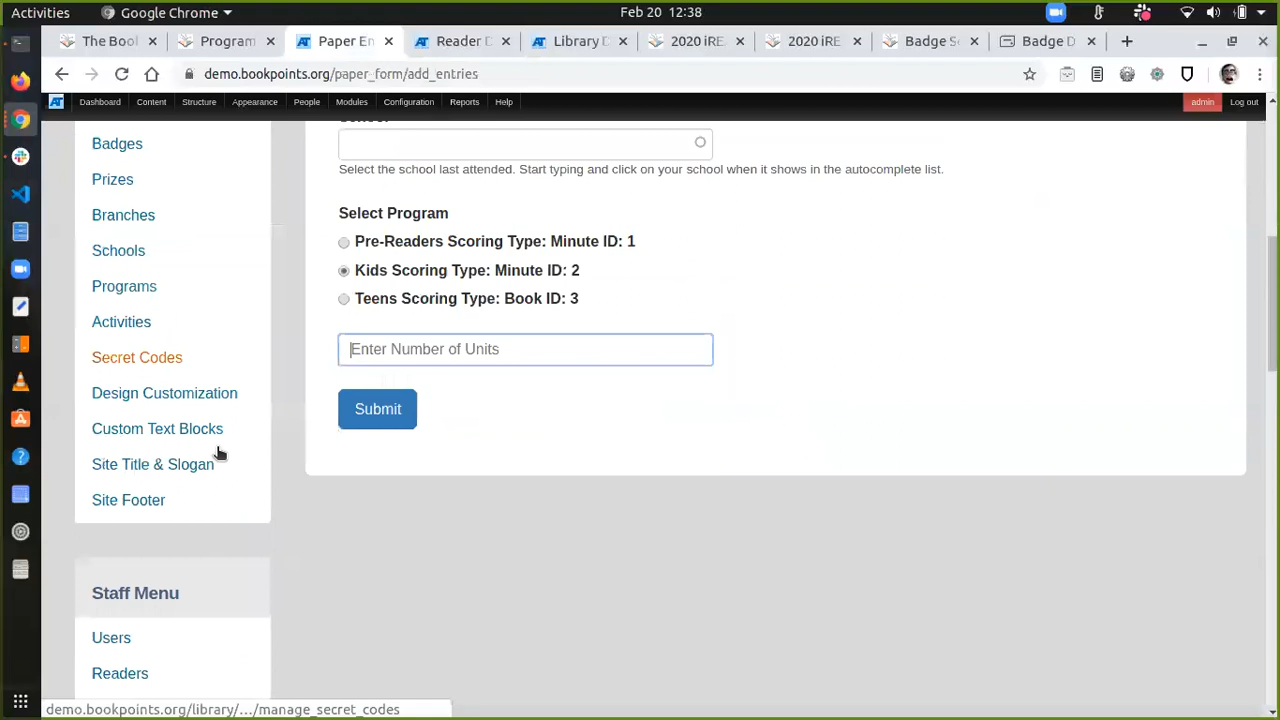 Activities
Google Chrome
Feb 20 12:38
The Bool
Program
Paper En
Reader D
Library D
2020 iRE
2020 iRE
Badge Se
Badge D
demo.bookpoints.org/paper_form/add_entries
Dashboard Content Structure Appearance People Modules Configuration Reports Help
admin
Log out
Badges
Prizes
Branches
Schools
Programs
Activities
Secret Codes
Design Customization
Custom Text Blocks
Site Title & Slogan
Site Footer
Staff Menu
Users
Readers
Select the school last attended. Start typing and click on your school when it shows in the autocomplete list.
Select Program
Pre-Readers Scoring Type: Minute ID: 1
Kids Scoring Type: Minute ID: 2
Teens Scoring Type: Book ID: 3
Enter Number of Units
Submit
demo.bookpoints.org/library/.../manage_secret_codes